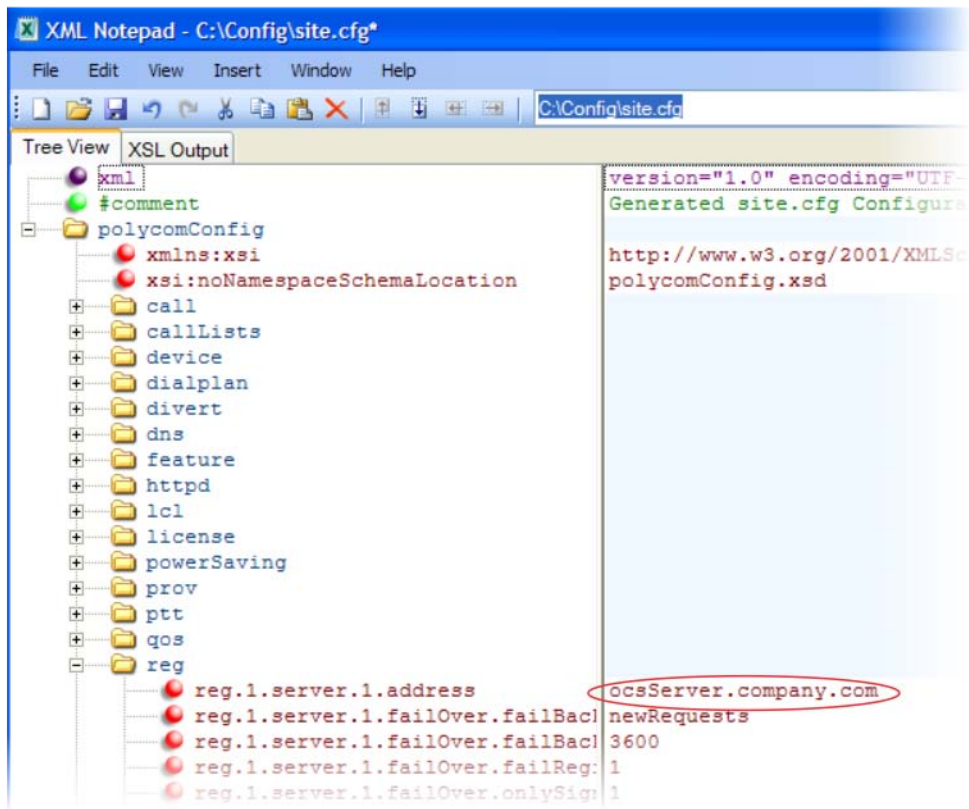 XML Notepad - C:\Config\site.cfg*
File Edit View Insert Window Help
C:\Config\site.cfg
Tree View XSL Output
xml version="1.0" encoding="UTF-
#comment Generated site.cfg Configura
polycomConfig
xmlns:xsi http://www.w3.org/2001/XMLSc
xsi:noNamespaceSchemaLocation polycomConfig.xsd
call
callLists
device
dialplan
divert
dns
feature
httpd
lcl
license
powerSaving
prov
ptt
qos
reg
reg.1.server.1.address ocsServer.company.com
reg.1.server.1.failOver.failBac newRequests
reg.1.server.1.failOver.failBac 3600
reg.1.server.1.failOver.failReg 1
reg.1.server.1.failOver.onlySig 1